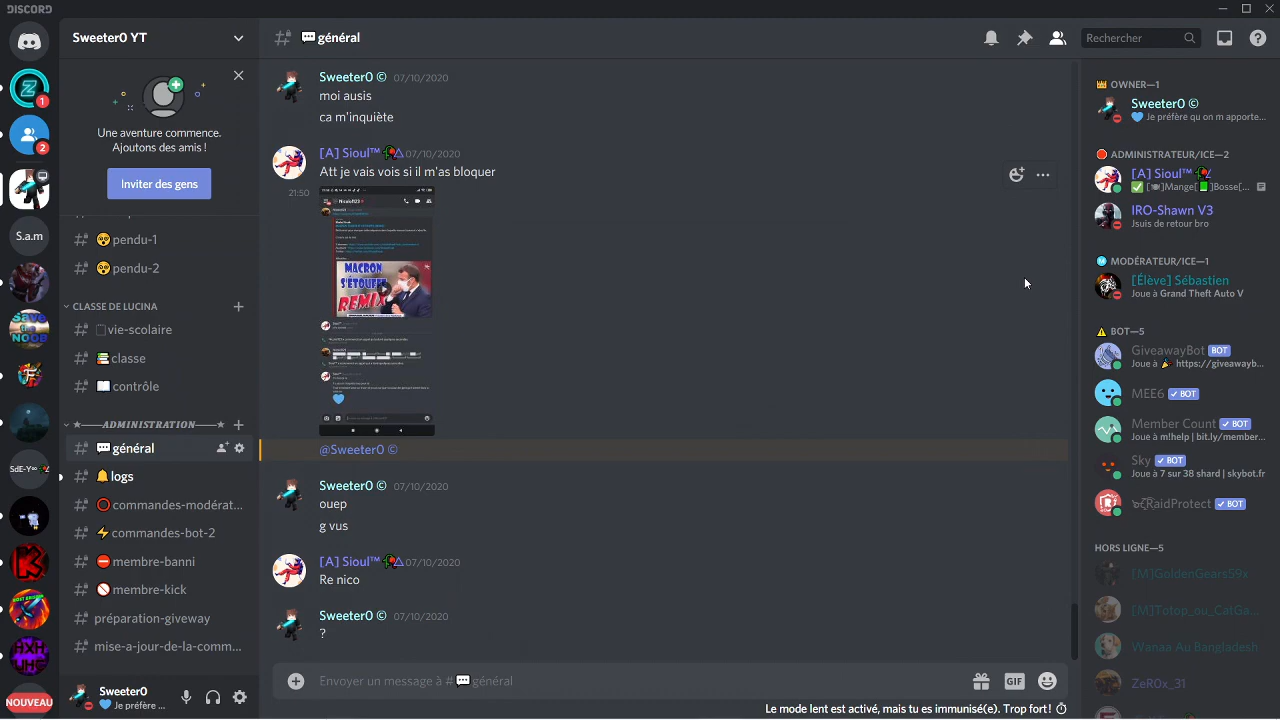 DISCORD
Sweeter0 YT
💬général
Rechercher
Une aventure commence.
Ajoutons des amis !
Inviter des gens
S.a.m
SdE-Y
NOUVEAU
1
2
pendu-1
pendu-2
CLASSE DE LUCINA
vie-scolaire
classe
contrôle
★—ADMINISTRATION—★
général
logs
commandes-modérat...
commandes-bot-2
membre-banni
membre-kick
préparation-giveway
mise-a-jour-de-la-comm...
Sweeter0
💙 Je préfère ...
Sweeter0 © 07/10/2020
moi ausis
ca m'inquiète
[A] Sioul™ 07/10/2020
Att je vais vois si il m'as bloquer
21:50
MACRON
S'ÉTOUFFE
REMIX
@Sweeter0 ©
Sweeter0 © 07/10/2020
ouep
g vus
[A] Sioul™ 07/10/2020
Re nico
Sweeter0 © 07/10/2020
?
Envoyer un message à #💬général
GIF
Le mode lent est activé, mais tu es immunisé(e). Trop fort !
OWNER—1
Sweeter0 ©
💙 Je préfère qu on m apporte...
ADMINISTRATEUR/ICE—2
[A] Sioul™
Mange Bosse[...
IRO-Shawn V3
Jsuis de retour bro
MODÉRATEUR/ICE—1
[Élève] Sébastien
Joue à Grand Theft Auto V
BOT—5
GiveawayBot BOT
Joue à 🎉 https://giveawayb...
MEE6 ✓ BOT
Member Count ✓ BOT
Joue à m!help | bit.ly/member...
Sky ✓ BOT
Joue à 7 sur 38 shard | skybot.fr
RaidProtect ✓ BOT
HORS LIGNE—5
[M]GoldenGears59x
[M]Totop_ou_CatGa...
Wanaa Au Bangladesh
ZeR0x_31